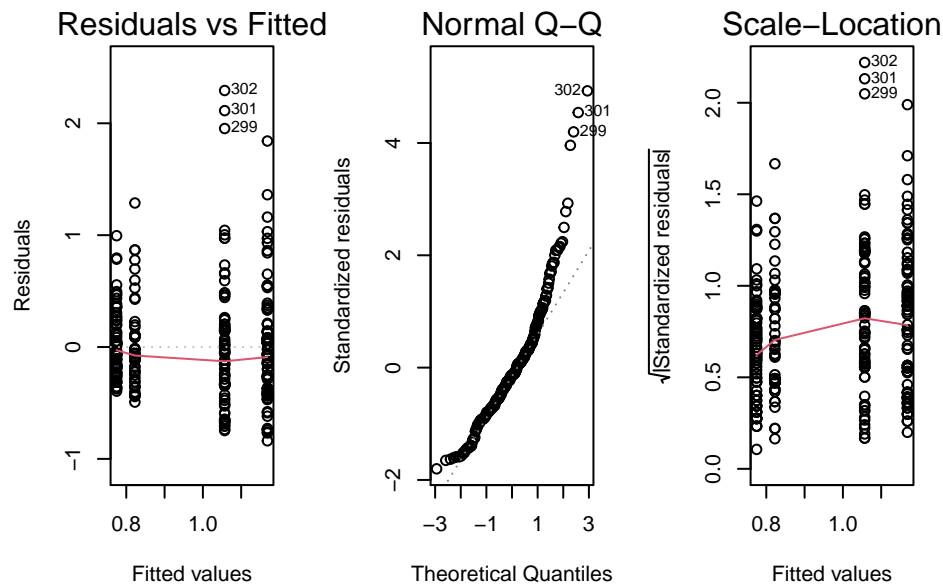 Residuals vs Fitted
Residuals
2
1
0
−1
302
301
299
0.8 1.0
Fitted values
Normal Q−Q
Standardized residuals
4
2
0
−2
302
301
299
−3 −1 1 3
Theoretical Quantiles
Scale−Location
√|Standardized residuals|
2.0
1.5
1.0
0.5
0.0
302
301
299
0.8 1.0
Fitted values